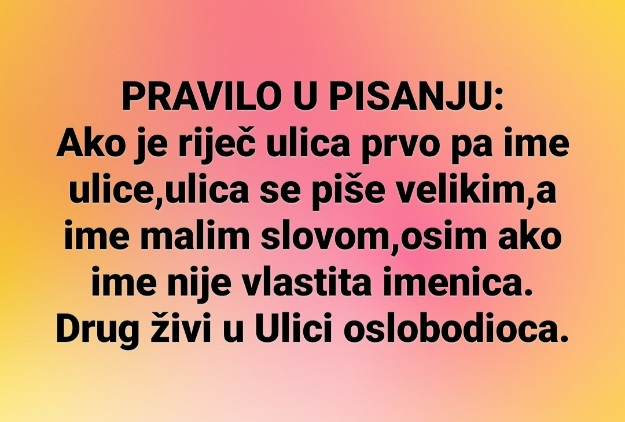 PRAVILO U PISANJU:
Ako je riječ ulica prvo pa ime
ulice,ulica se piše velikim,a
ime malim slovom,osim ako
ime nije vlastita imenica.
Drug živi u Ulici oslobodioca.